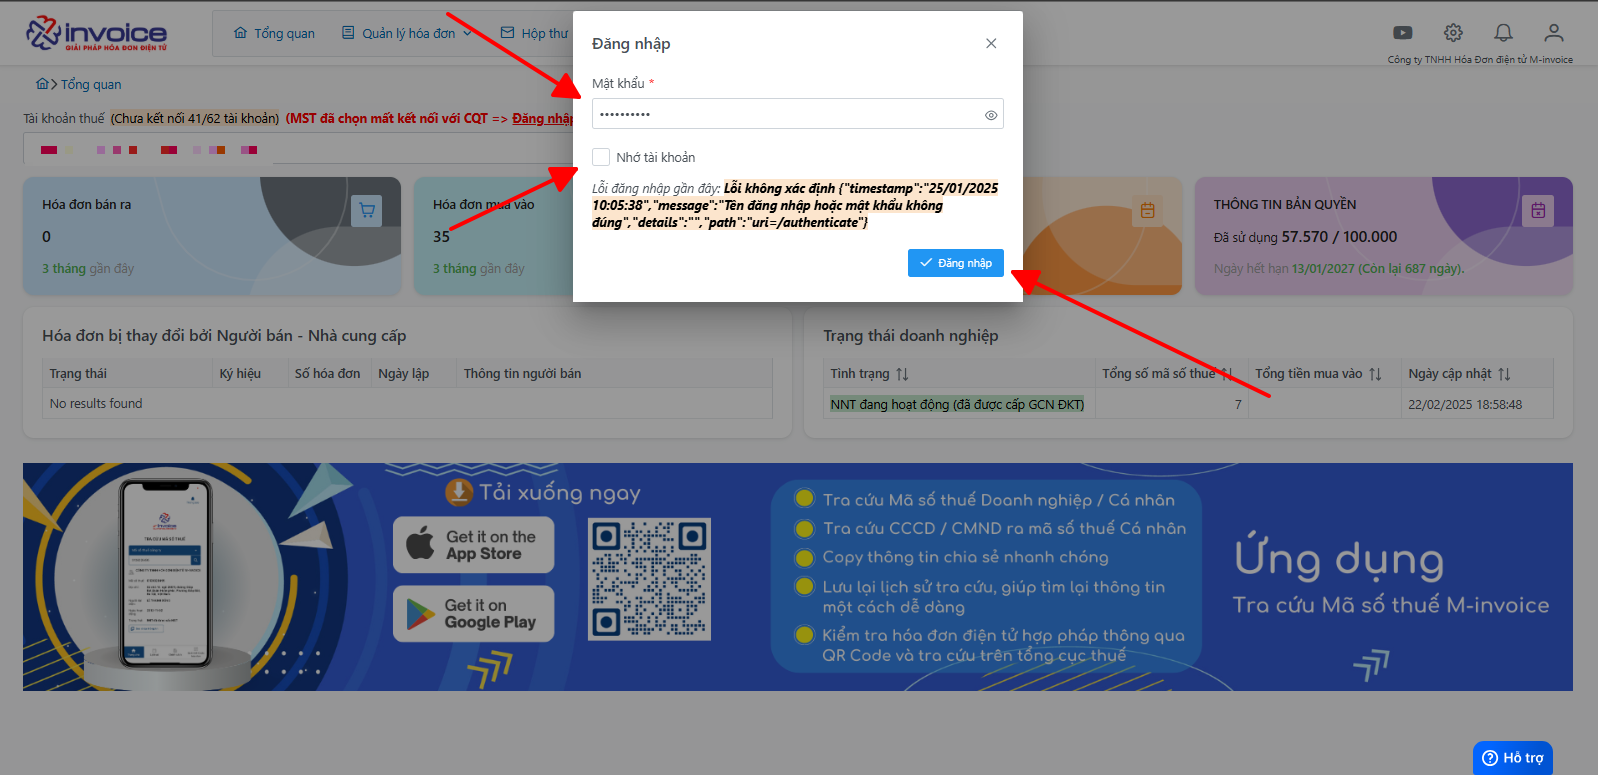 invoice
GIẢI PHÁP HÓA ĐƠN ĐIỆN TỬ
Tổng quan
Quản lý hóa đơn
Hộp thư
Công ty TNHH Hóa Đơn điện tử M-invoice
Tổng quan
Tài khoản thuế (Chưa kết nối 41/62 tài khoản) (MST đã chọn mất kết nối với CQT => Đăng nhập
Đăng nhập
Mật khẩu *
••••••••••
Nhớ tài khoản
Lỗi đăng nhập gần đây: Lỗi không xác định {"timestamp":"25/01/2025
10:05:38","message":"Tên đăng nhập hoặc mật khẩu không
đúng","details":"","path":"uri=/authenticate"}
Đăng nhập
Hóa đơn bán ra
0
3 tháng gần đây
Hóa đơn mua vào
35
3 tháng gần đây
THÔNG TIN BẢN QUYỀN
Đã sử dụng 57.570 / 100.000
Ngày hết hạn 13/01/2027 (Còn lại 687 ngày).
Hóa đơn bị thay đổi bởi Người bán - Nhà cung cấp
Trạng thái Ký hiệu Số hóa đơn Ngày lập Thông tin người bán
No results found
Trạng thái doanh nghiệp
Tình trạng Tổng số mã số thuế Tổng tiền mua vào Ngày cập nhật
NNT đang hoạt động (đã được cấp GCN ĐKT) 7 22/02/2025 18:58:48
Tải xuống ngay
Get it on the
App Store
Get it on
Google Play
Tra cứu Mã số thuế Doanh nghiệp / Cá nhân
Tra cứu CCCD / CMND ra mã số thuế Cá nhân
Copy thông tin chia sẻ nhanh chóng
Lưu lại lịch sử tra cứu, giúp tìm lại thông tin
một cách dễ dàng
Kiểm tra hóa đơn điện tử hợp pháp thông qua
QR Code và tra cứu trên tổng cục thuế
Ứng dụng
Tra cứu Mã số thuế M-invoice
Hỗ trợ